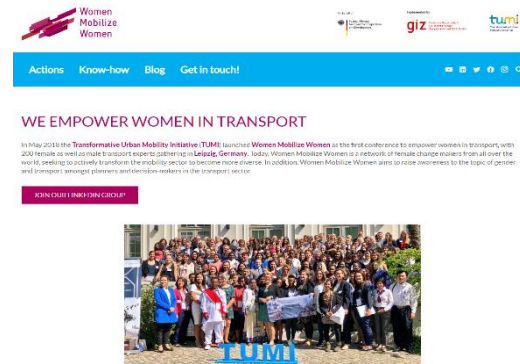 Women
Mobilize
Women
giz
tumi
Actions Know-how Blog Get in touch!
WE EMPOWER WOMEN IN TRANSPORT
In May 2018 the Transformative Urban Mobility Initiative (TUMI) launched Women Mobilize Women as the first conference to empower women in transport, with
200 female as well as male transport experts gathering in Leipzig, Germany. Today, Women Mobilize Women is a network of female change makers from all over the
world, seeking to actively transform the mobility sector to become more diverse. In addition, Women Mobilize Women aims to raise awareness to the topic of gender
and transport amongst planners and decision-makers in the transport sector.
JOIN OUR LINKEDIN GROUP
TUMI